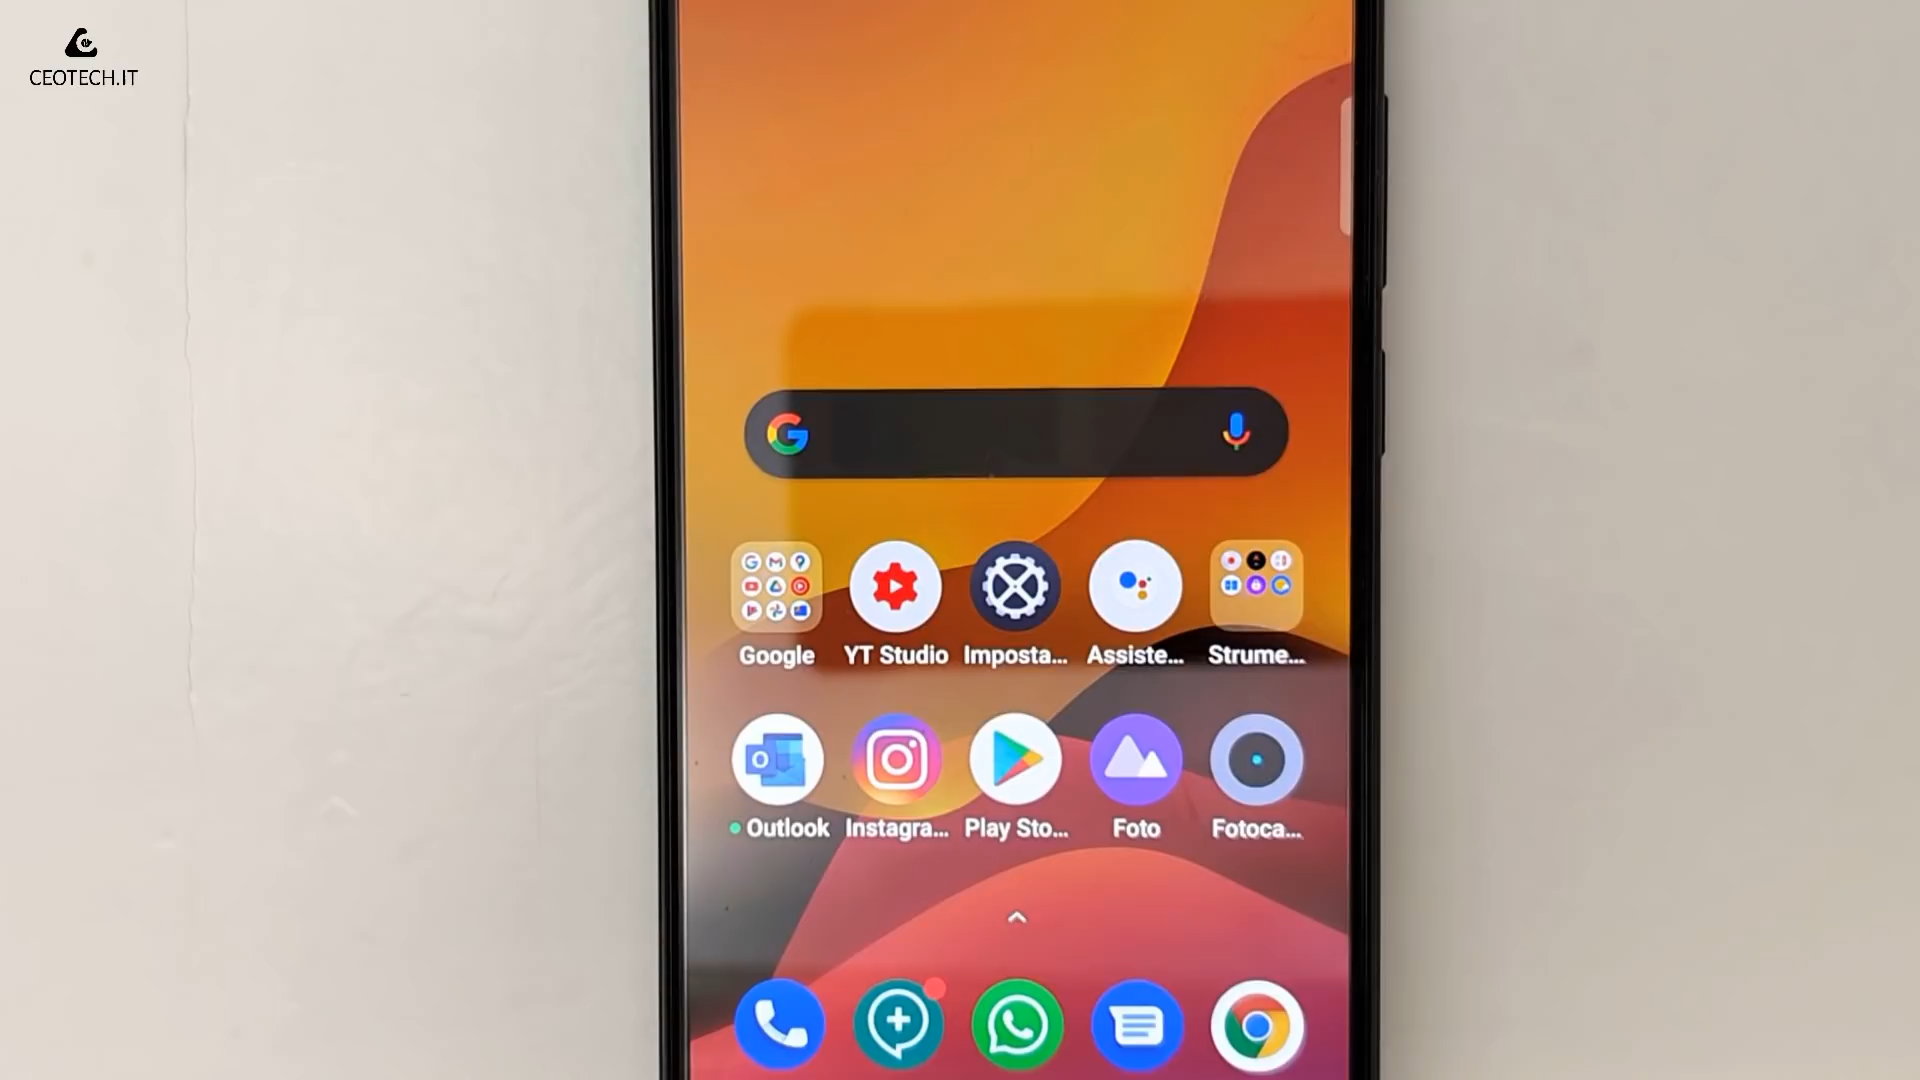 CEOTECH.IT
Google YT Studio Imposta... Assiste... Strume...
Outlook Instagra... Play Sto... Foto Fotoca...